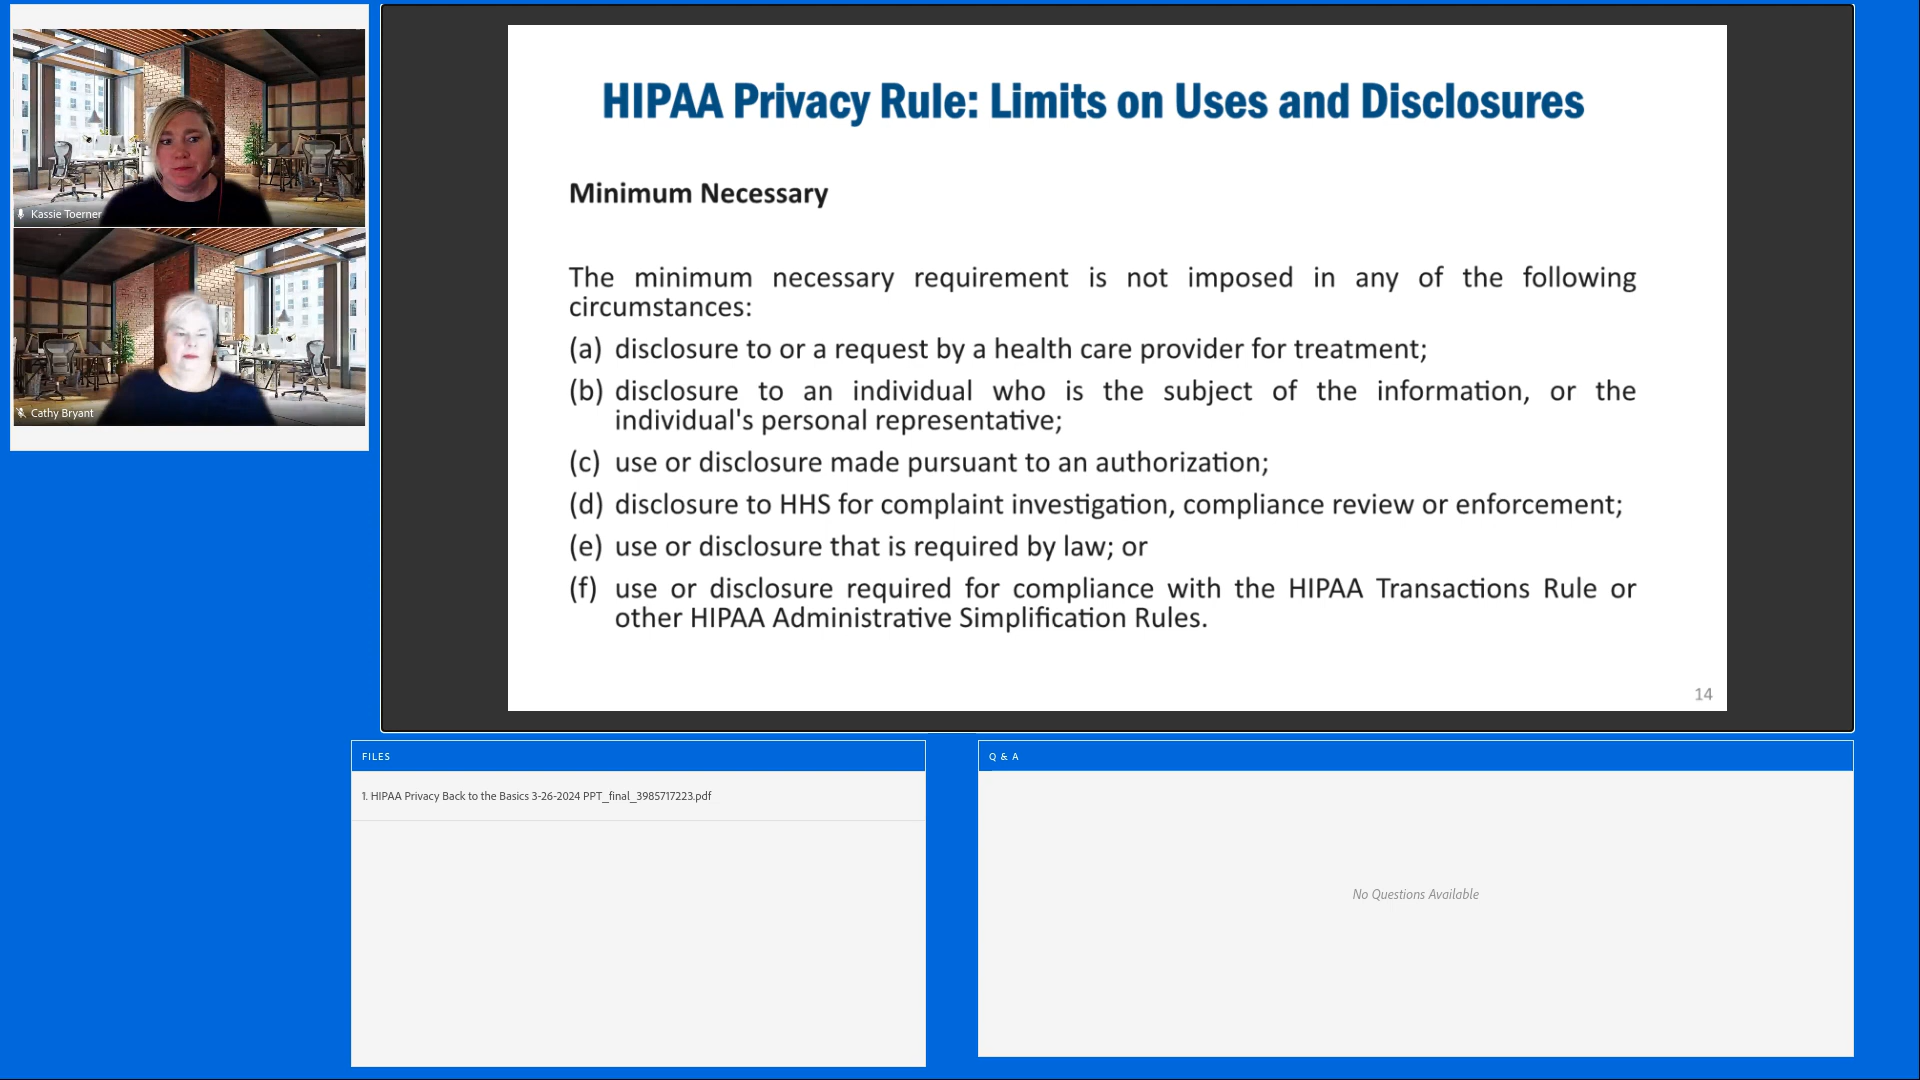 Kassie Toerner
Cathy Bryant
HIPAA Privacy Rule: Limits on Uses and Disclosures
Minimum Necessary
The minimum necessary requirement is not imposed in any of the following
circumstances:
(a) disclosure to or a request by a health care provider for treatment;
(b) disclosure to an individual who is the subject of the information, or the
individual's personal representative;
(c) use or disclosure made pursuant to an authorization;
(d) disclosure to HHS for complaint investigation, compliance review or enforcement;
(e) use or disclosure that is required by law; or
(f) use or disclosure required for compliance with the HIPAA Transactions Rule or
other HIPAA Administrative Simplification Rules.
14
FILES
1. HIPAA Privacy Back to the Basics 3-26-2024 PPT_final_3985717223.pdf
Q & A
No Questions Available